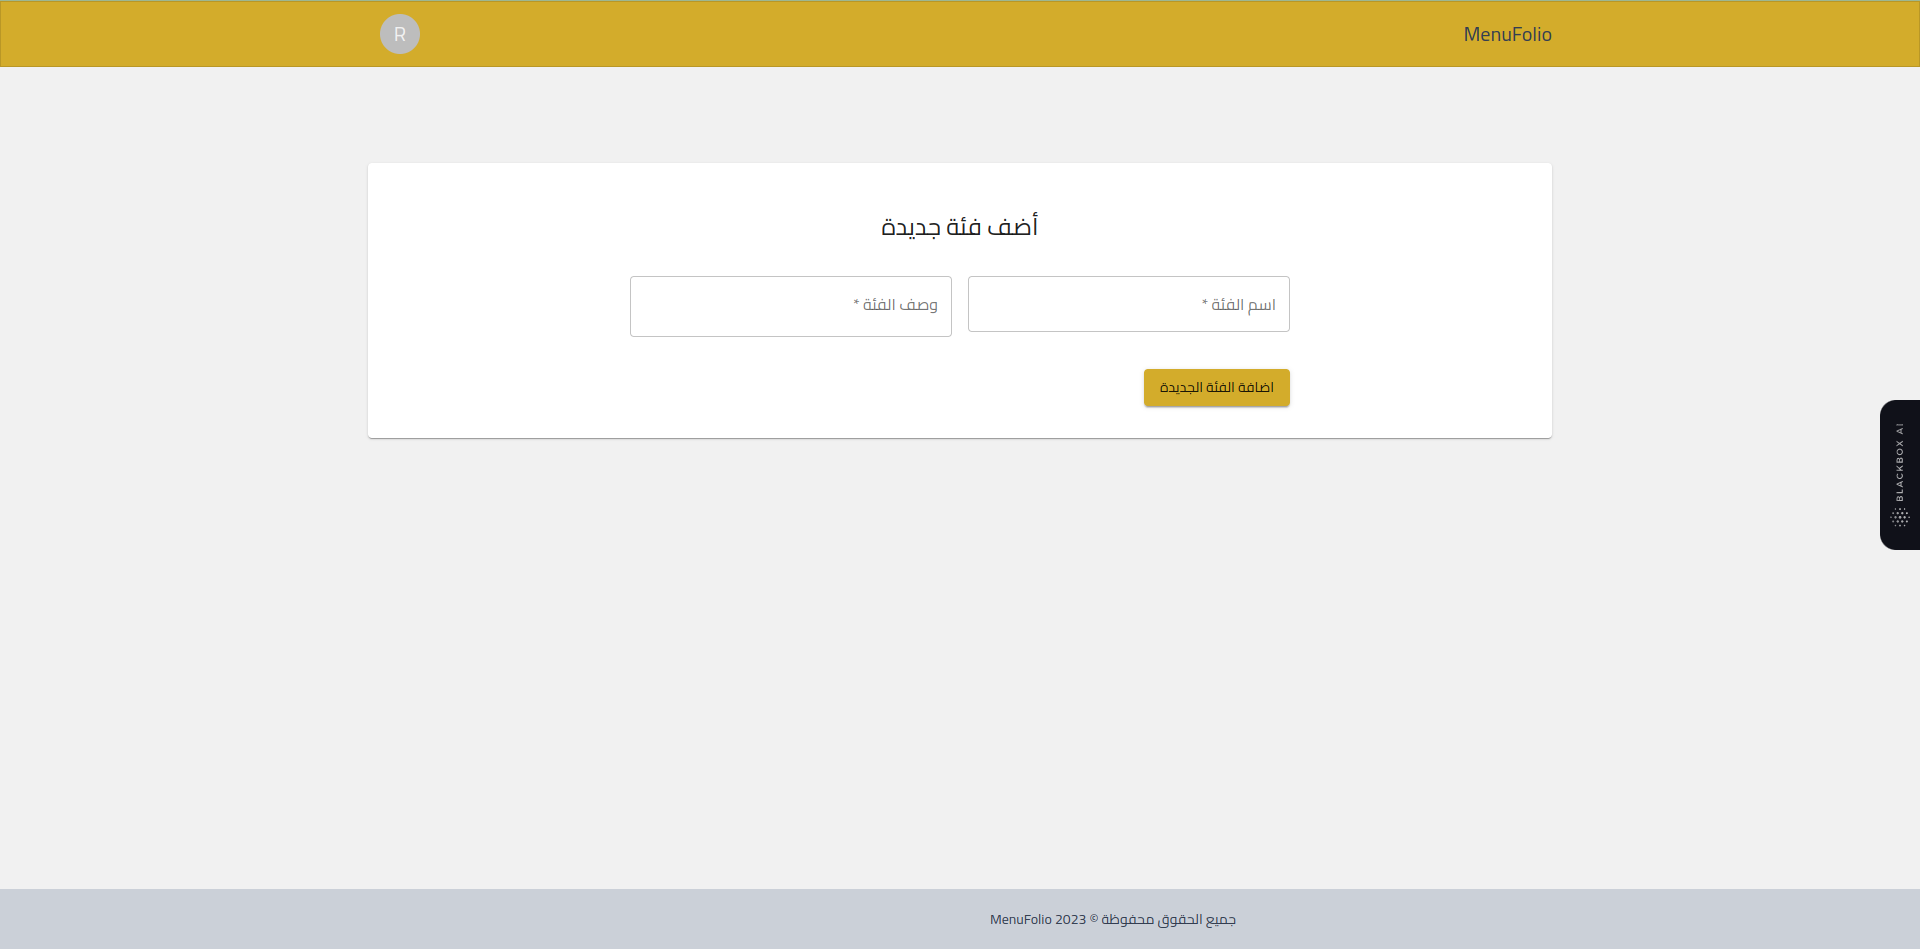 MenuFolio
R
أضف فئة جديدة
اسم الفئة *
وصف الفئة *
اضافة الفئة الجديدة
BLACKBOX AI
جميع الحقوق محفوظة © MenuFolio 2023